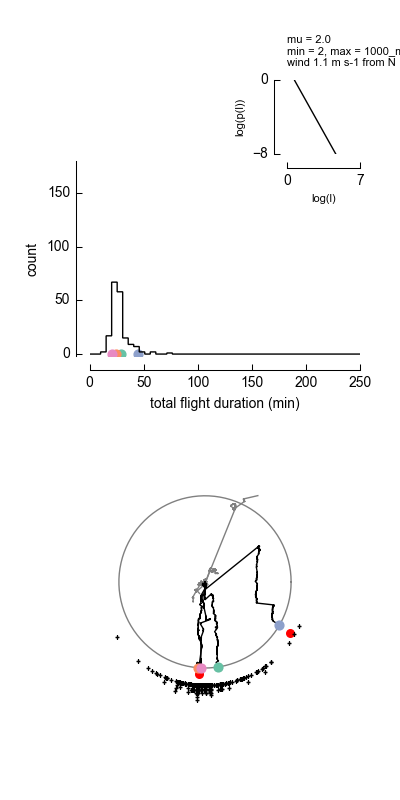 mu = 2.0
min = 2, max = 1000_m
wind 1.1 m s-1 from N
0
−8
log(p(l))
0 7
log(l)
150
100
50
0
count
0 50 100 150 200 250
total flight duration (min)